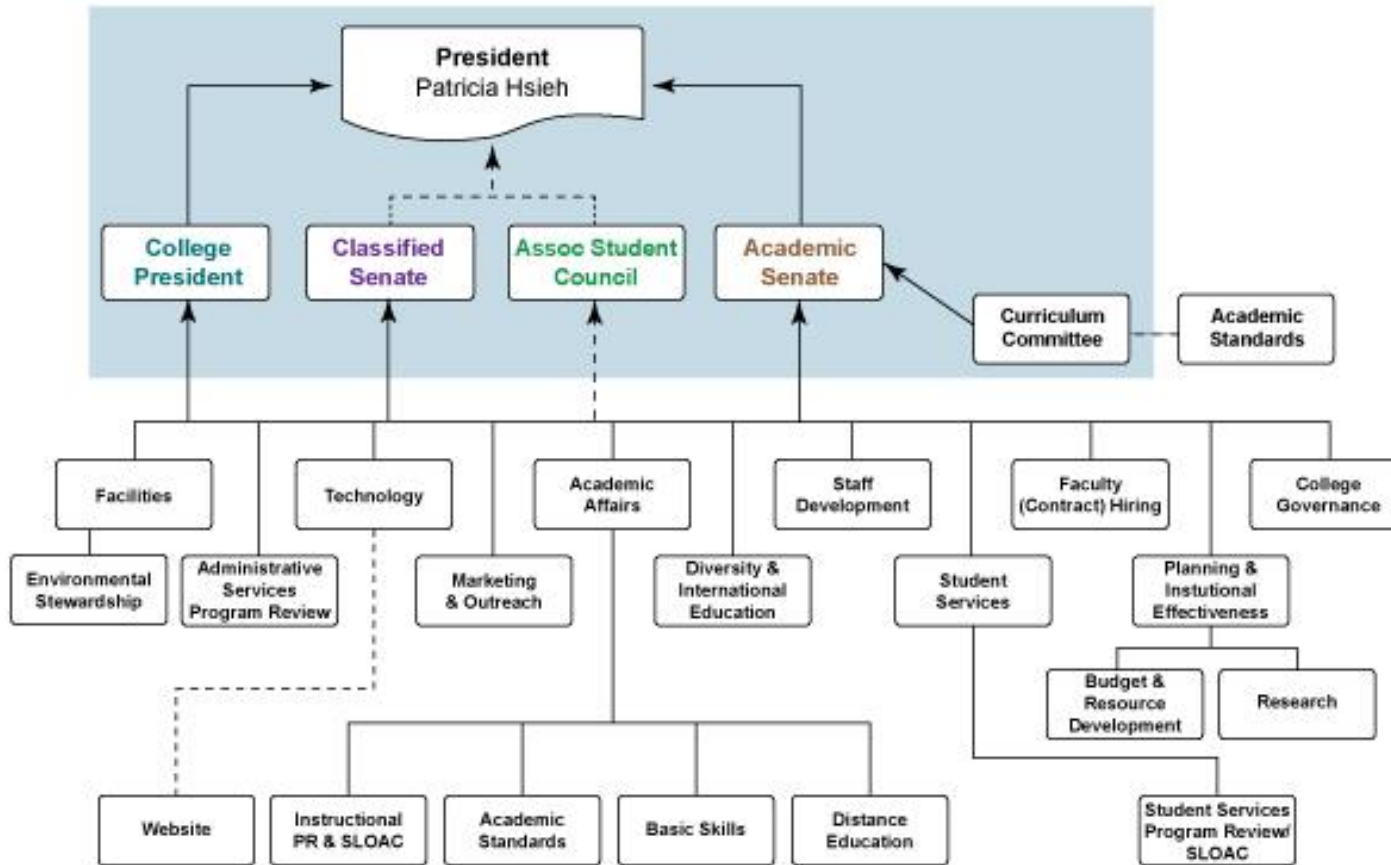 President
Patricia Hsieh
College
President
Classified
Senate
Assoc Student
Council
Academic
Senate
Curriculum
Committee
Academic
Standards
Facilities
Technology
Academic
Affairs
Staff
Development
Faculty
(Contract) Hiring
College
Governance
Environmental
Stewardship
Administrative
Services
Program Review
Marketing
& Outreach
Diversity &
International
Education
Student
Services
Planning &
Instutional
Effectiveness
Budget &
Resource
Development
Research
Website
Instructional
PR & SLOAC
Academic
Standards
Basic Skills
Distance
Education
Student Services
Program Review/
SLOAC